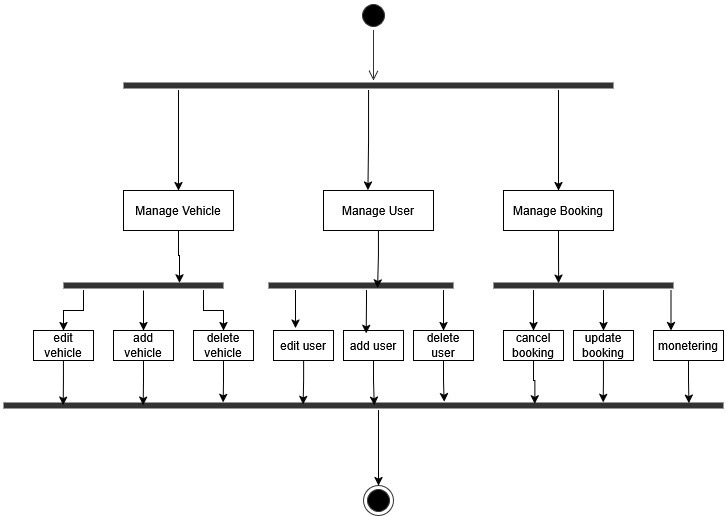 Manage Vehicle
Manage User
Manage Booking
edit
vehicle
add
vehicle
delete
vehicle
edit user
add user
delete
user
cancel
booking
update
booking
monetering